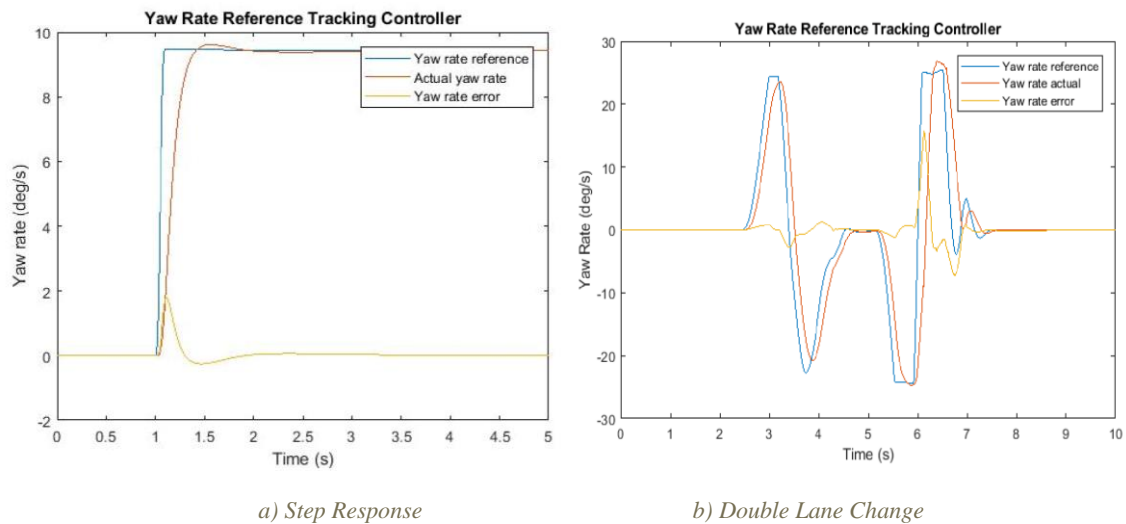 Yaw Rate Reference Tracking Controller
10
8
6
4
2
0
-2
Yaw rate (deg/s)
Yaw rate reference
Actual yaw rate
Yaw rate error
0 0.5 1 1.5 2 2.5 3 3.5 4 4.5 5
Time (s)
a) Step Response
Yaw Rate Reference Tracking Controller
30
20
10
0
-10
-20
-30
Yaw Rate (deg/s)
Yaw rate reference
Yaw rate actual
Yaw rate error
0 1 2 3 4 5 6 7 8 9 10
Time (s)
b) Double Lane Change